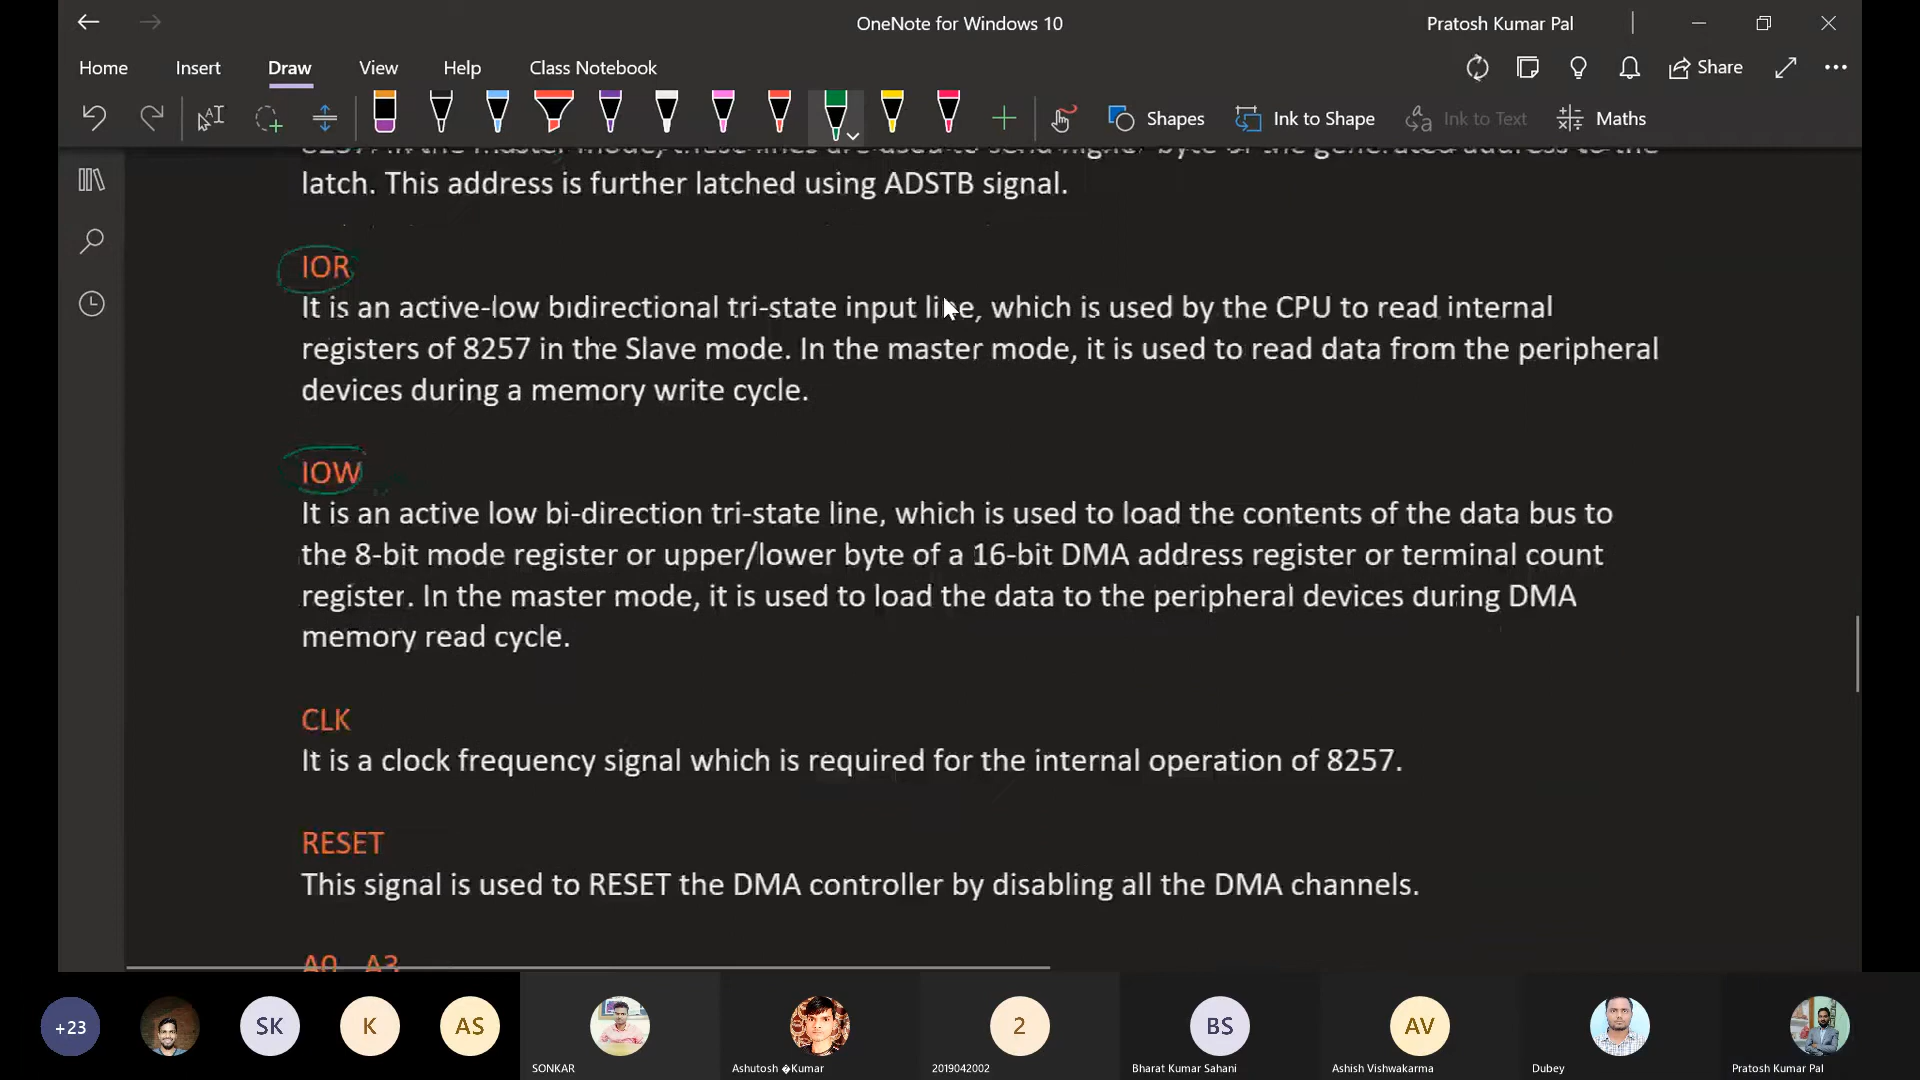 OneNote for Windows 10
Pratosh Kumar Pal
Home Insert Draw View Help Class Notebook
Share
Shapes Ink to Shape Ink to Text Maths
latch. This address is further latched using ADSTB signal.
IOR
It is an active-low bidirectional tri-state input line, which is used by the CPU to read internal
registers of 8257 in the Slave mode. In the master mode, it is used to read data from the peripheral
devices during a memory write cycle.
IOW
It is an active low bi-direction tri-state line, which is used to load the contents of the data bus to
the 8-bit mode register or upper/lower byte of a 16-bit DMA address register or terminal count
register. In the master mode, it is used to load the data to the peripheral devices during DMA
memory read cycle.
CLK
It is a clock frequency signal which is required for the internal operation of 8257.
RESET
This signal is used to RESET the DMA controller by disabling all the DMA channels.
A0 A3
+23 SK K AS 2 BS AV
SONKAR Ashutosh �Kumar 2019042002 Bharat Kumar Sahani Ashish Vishwakarma Dubey Pratosh Kumar Pal